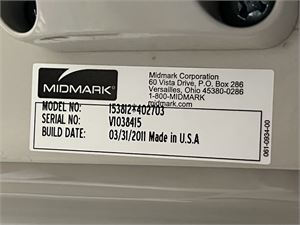 MIDMARK
Midmark Corporation
60 Vista Drive, P.O. Box 286
Versailles, Ohio 45380-0286
1-800-MIDMARK
midmark.com
MODEL NO: 153812*402703
SERIAL NO: V1038415
BUILD DATE: 03/31/2011 Made in U.S.A
061-0934-00